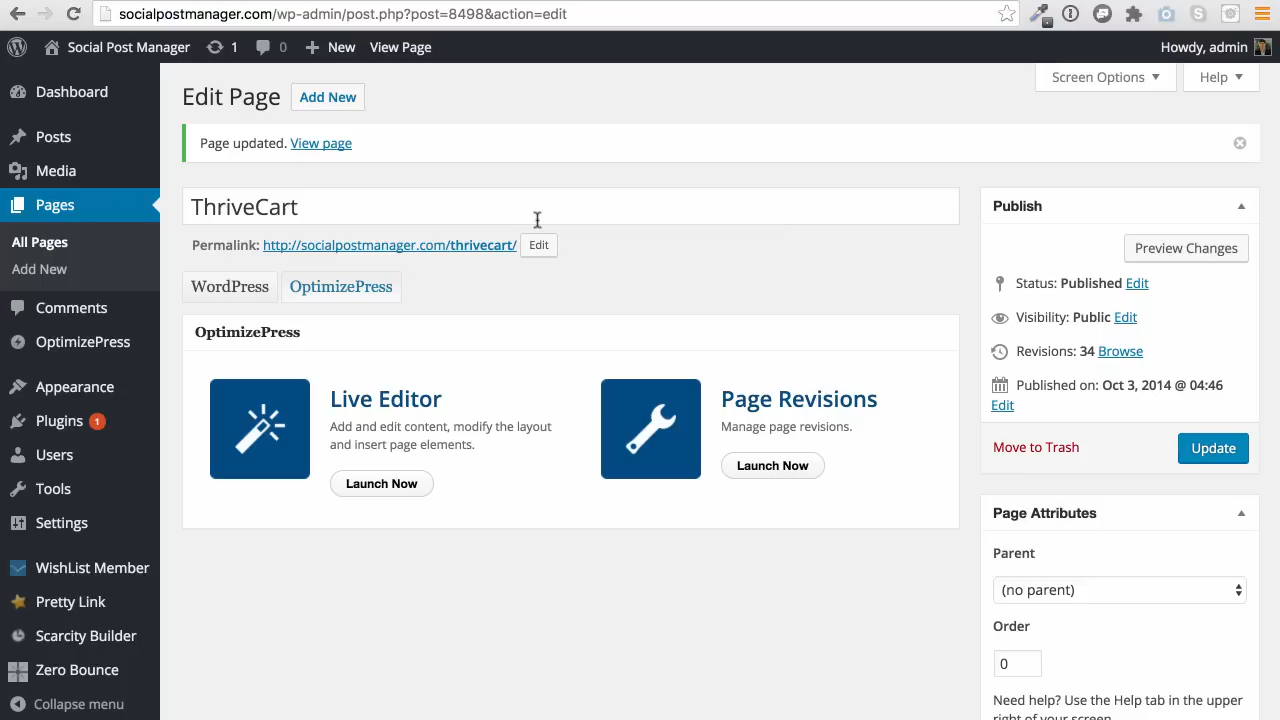 socialpostmanager.com/wp-admin/post.php?post=8498&action=edit
Social Post Manager 1 0 New View Page Howdy, admin
Screen Options Help
Edit Page Add New
Page updated. View page
ThriveCart
Permalink: http://socialpostmanager.com/thrivecart/ Edit
WordPress OptimizePress
OptimizePress
Live Editor
Add and edit content, modify the layout
and insert page elements.
Launch Now
Page Revisions
Manage page revisions.
Launch Now
Dashboard
Posts
Media
Pages
All Pages
Add New
Comments
OptimizePress
Appearance
Plugins 1
Users
Tools
Settings
WishList Member
Pretty Link
Scarcity Builder
Zero Bounce
Collapse menu
Publish
Preview Changes
Status: Published Edit
Visibility: Public Edit
Revisions: 34 Browse
Published on: Oct 3, 2014 @ 04:46
Edit
Move to Trash Update
Page Attributes
Parent
(no parent)
Order
0
Need help? Use the Help tab in the upper
right of your screen.